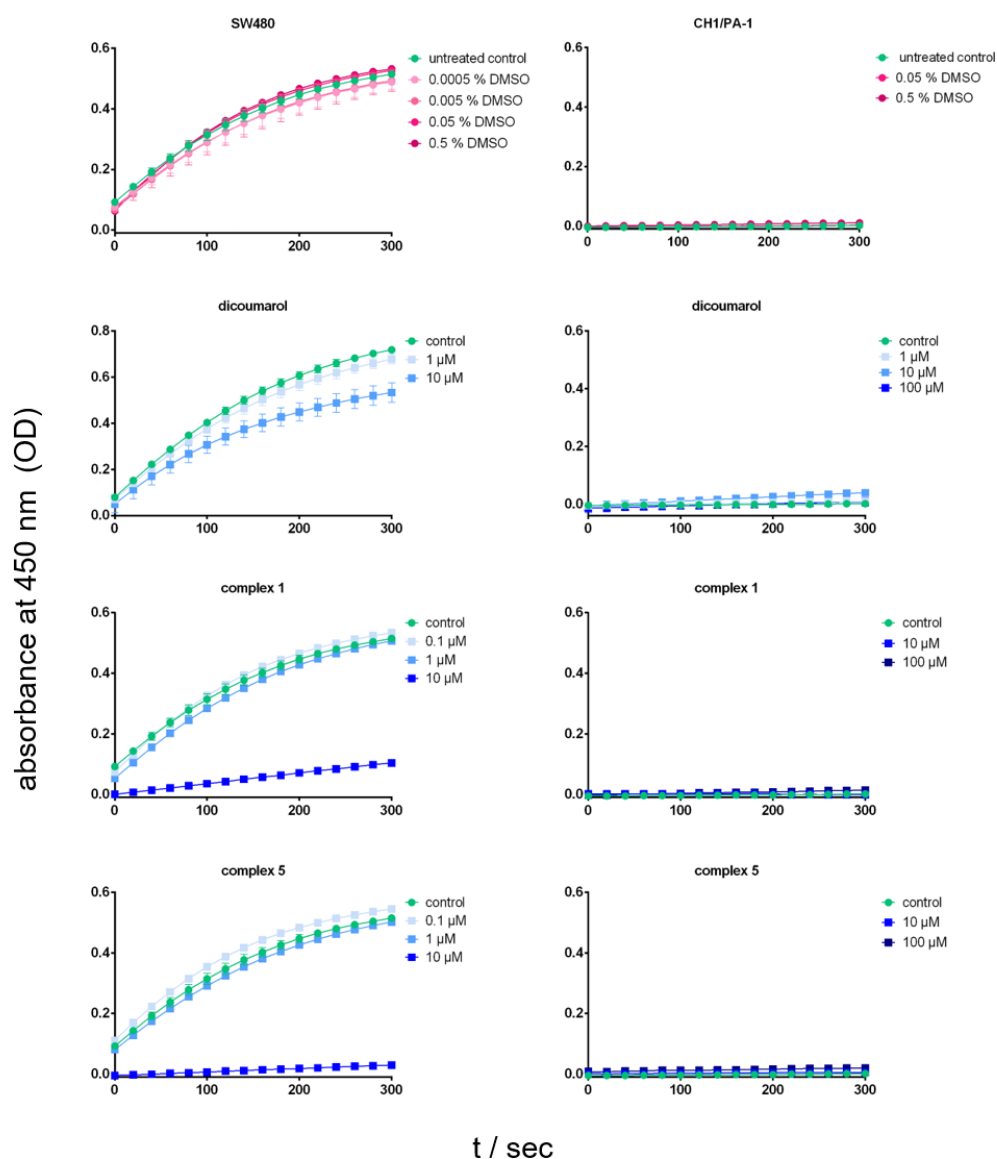 SW480
0.6
0.4
0.2
0.0
0
100
200
300
untreated control
0.0005 % DMSO
0.005 % DMSO
0.05 % DMSO
0.5 % DMSO
CH1/PA-1
0.6
0.4
0.2
0.0
0
100
200
300
untreated control
0.05 % DMSO
0.5 % DMSO
dicoumarol
0.8
0.6
0.4
0.2
0.0
0
100
200
300
control
1 µM
10 µM
dicoumarol
0.6
0.4
0.2
0.0
0
100
200
300
control
1 µM
10 µM
100 µM
complex 1
0.6
0.4
0.2
0.0
0
100
200
300
control
0.1 µM
1 µM
10 µM
complex 1
0.6
0.4
0.2
0.0
0
100
200
300
control
10 µM
100 µM
complex 5
0.6
0.4
0.2
0.0
0
100
200
300
control
0.1 µM
1 µM
10 µM
complex 5
0.6
0.4
0.2
0.0
0
100
200
300
control
10 µM
100 µM
absorbance at 450 nm (OD)
t / sec